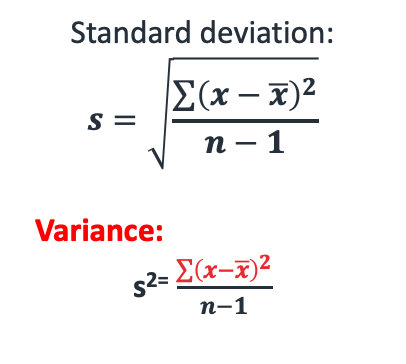 Standard deviation:
s = √(∑(x − x̅)² / (n − 1))
Variance:
s²= ∑(x−x̅)² / (n−1)